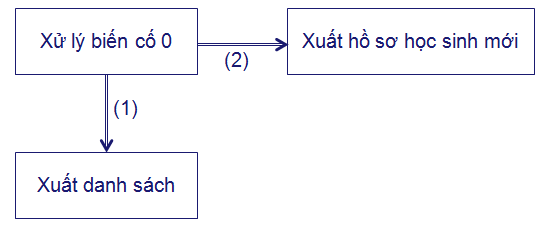 Xử lý biến cố 0
(2)
Xuất hồ sơ học sinh mới
(1)
Xuất danh sách